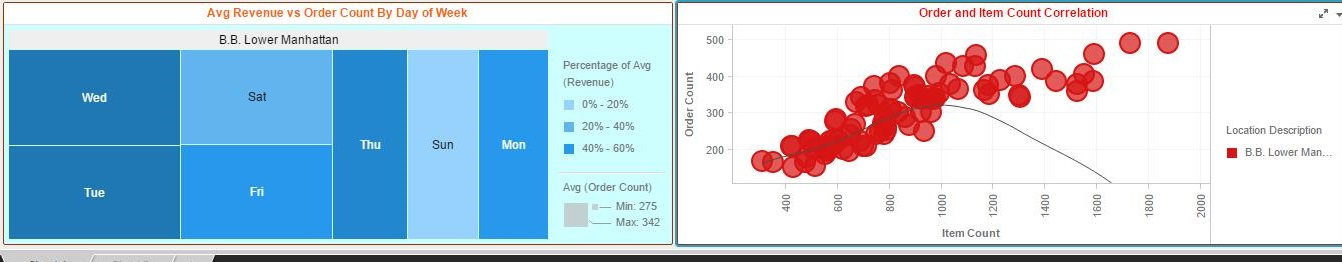 Avg Revenue vs Order Count By Day of Week
B.B. Lower Manhattan
Wed
Sat
Thu
Sun
Mon
Tue
Fri
Percentage of Avg
(Revenue)
0% - 20%
20% - 40%
40% - 60%
Avg (Order Count)
Min: 275
Max: 342
Order and Item Count Correlation
Order Count
500
400
300
200
400
600
800
1000
1200
1400
1600
1800
2000
Item Count
Location Description
B.B. Lower Man...